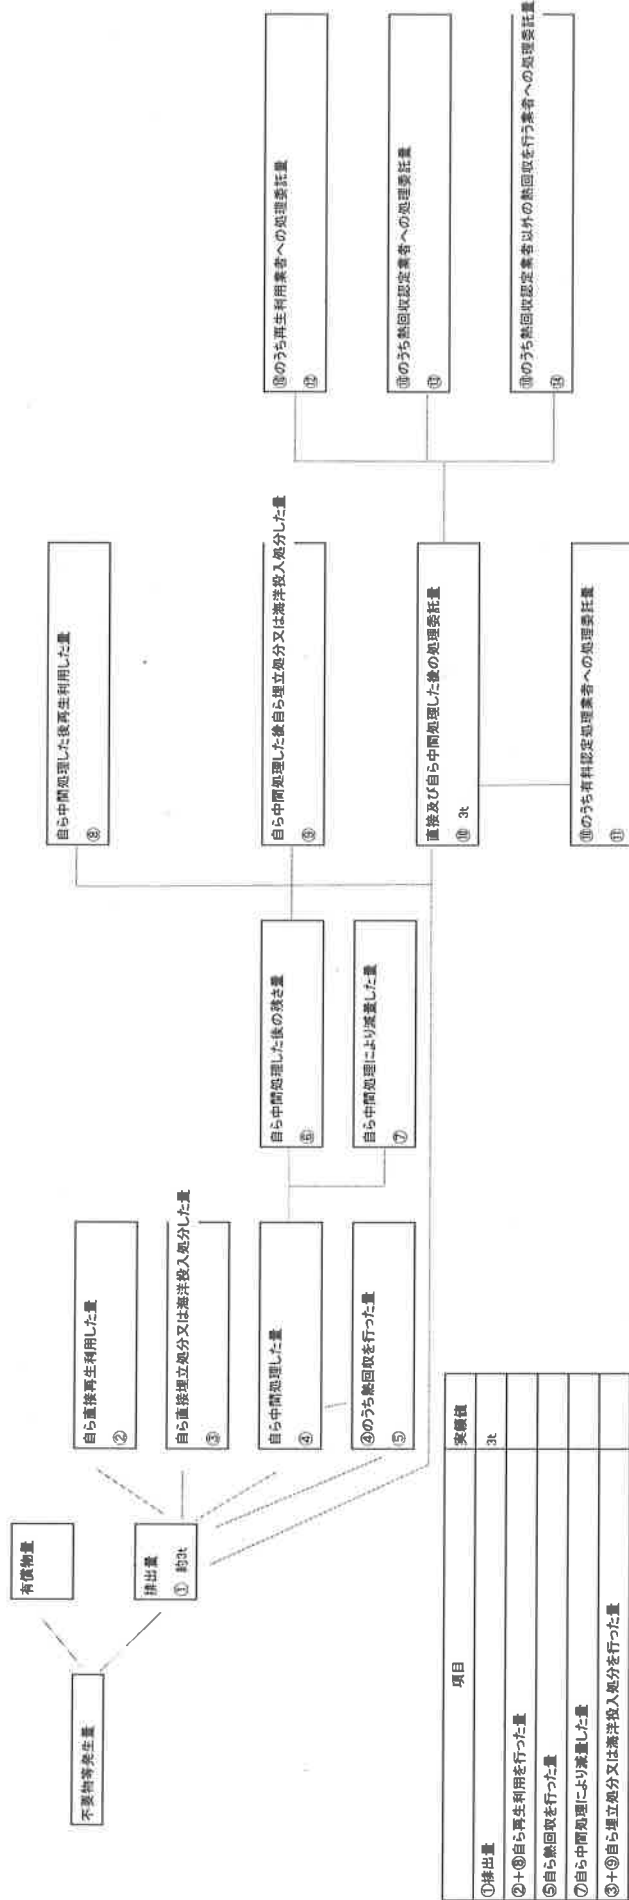 不要物等発生量
有償物量
排出量
① 約3t
自ら直接再生利用した量
②
自ら直接埋立処分又は海洋投入処分した量
③
自ら中間処理した量
④
④のうち熱回収を行った量
⑤
自ら中間処理した後の残さ量
⑥
自ら中間処理により減量した量
⑦
自ら中間処理した後再生利用した量
⑧
自ら中間処理した後自ら埋立処分又は海洋投入処分した量
⑨
直接及び自ら中間処理した後の処理委託量
⑩ 3t
⑩のうち有料認定処理業者への処理委託量
⑪
⑩のうち再生利用業者への処理委託量
⑫
⑩のうち熱回収認定業者への処理委託量
⑬
⑩のうち熱回収認定業者以外の熱回収を行う業者への処理委託量
⑭
項目 実績値
①排出量 3t
②+⑧自ら再生利用を行った量
⑤自ら熱回収を行った量
⑦自ら中間処理により減量した量
③+⑨自ら埋立処分又は海洋投入処分を行った量